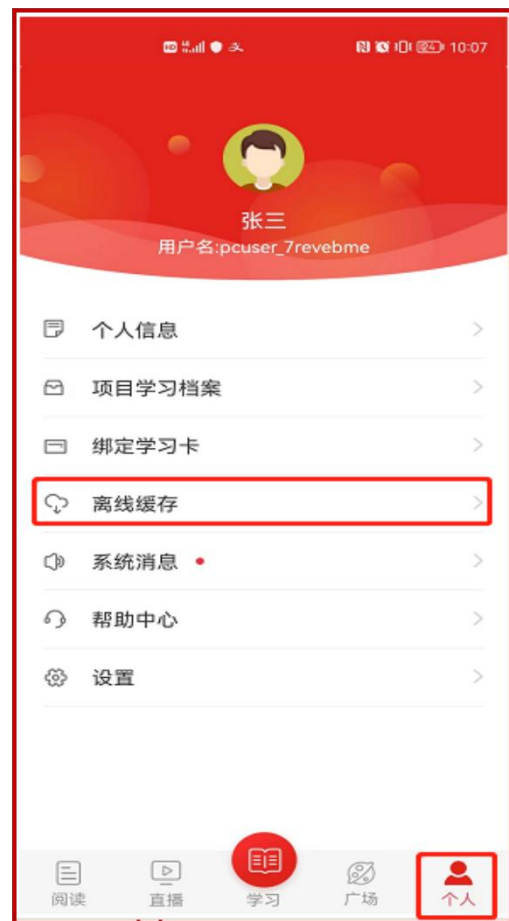 HD 24 10:07
张三
用户名:pcuser_7revebme
个人信息
项目学习档案
绑定学习卡
离线缓存
系统消息
帮助中心
设置
阅读 直播 学习 广场 个人